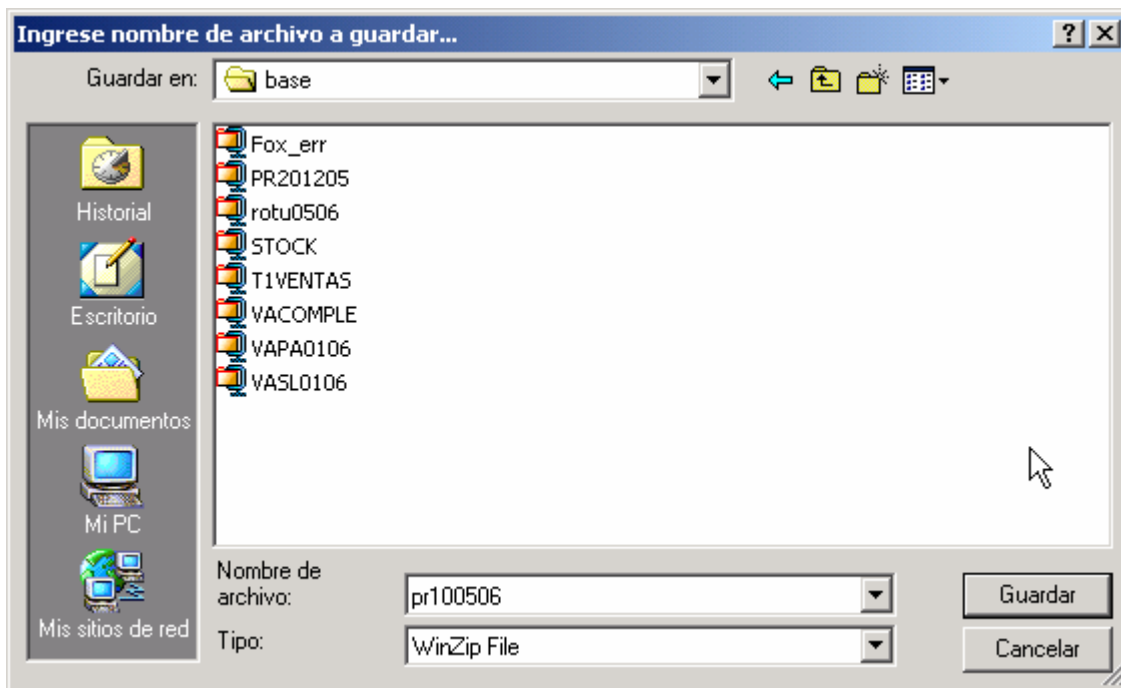 Ingrese nombre de archivo a guardar...
Guardar en:
base
Historial
Escritorio
Mis documentos
Mi PC
Mis sitios de red
Fox_err
PR201205
rotu0506
STOCK
T1VENTAS
VACOMPLE
VAPA0106
VASL0106
Nombre de
archivo:
pr100506
Guardar
Tipo:
WinZip File
Cancelar